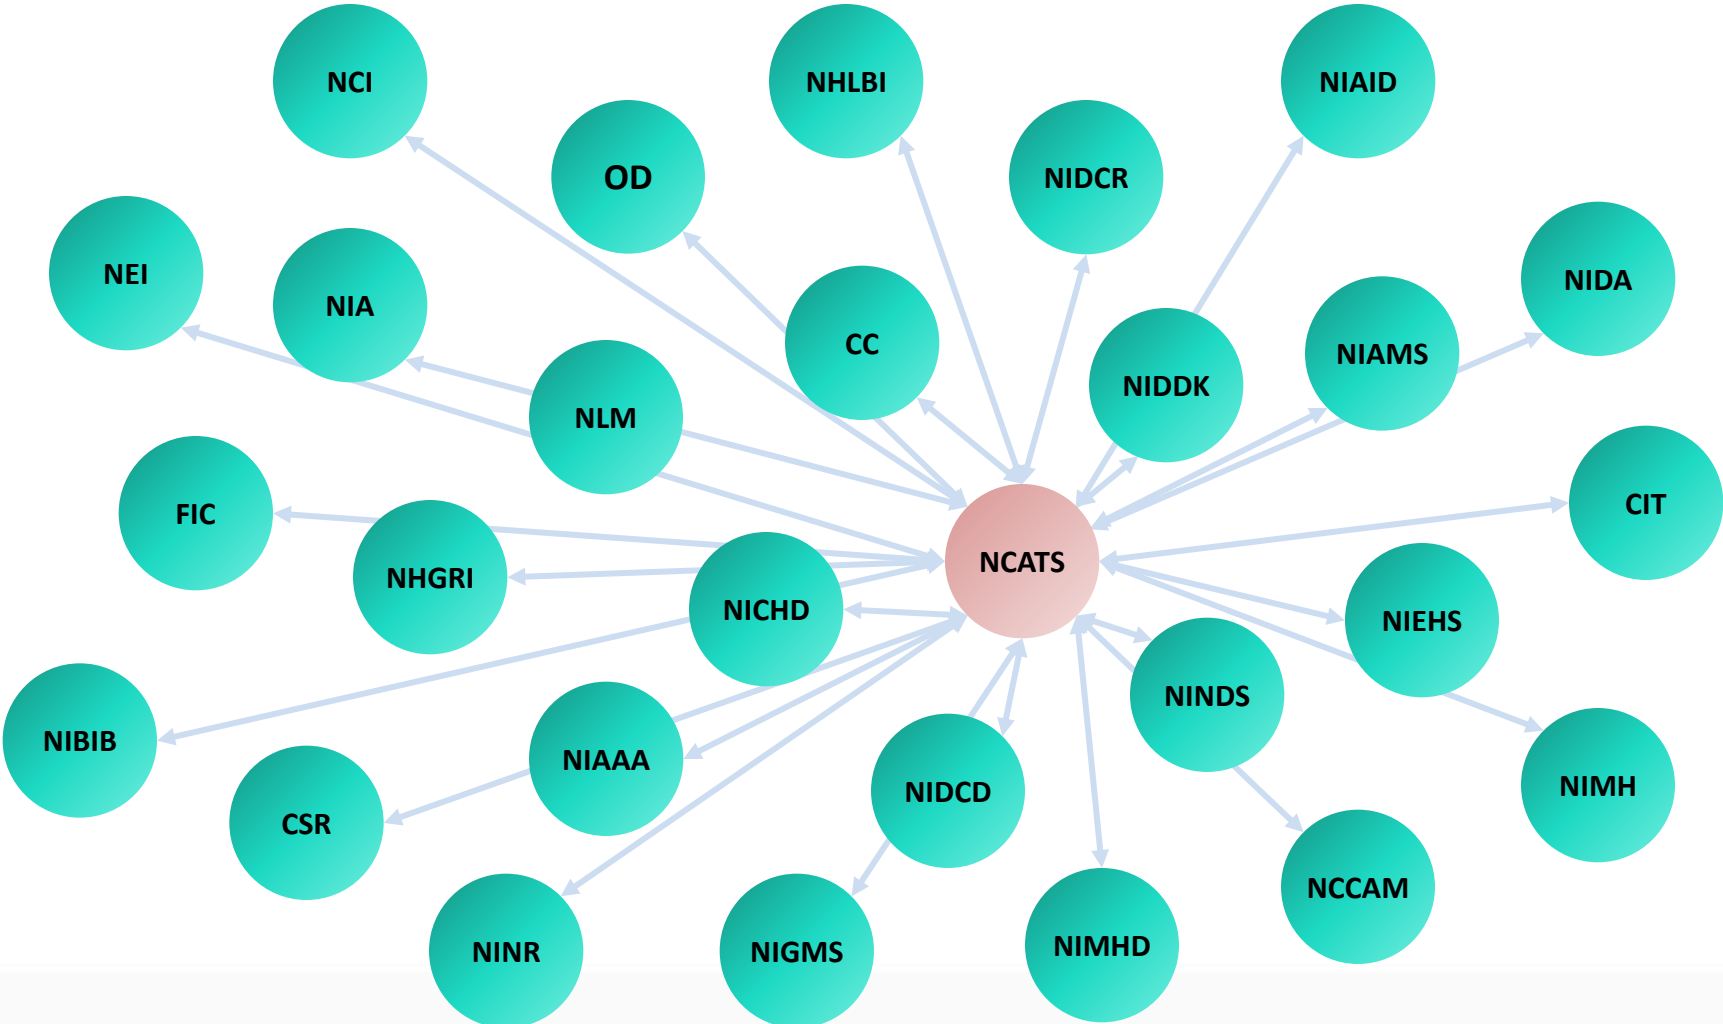 NCI
NHLBI
NIAID
OD
NIDCR
NEI
NIA
NIDA
CC
NIAMS
NIDDK
NLM
FIC
CIT
NHGRI
NCATS
NICHD
NIEHS
NINDS
NIBIB
NIAAA
NIDCD
NIMH
CSR
NCCAM
NINR
NIGMS
NIMHD